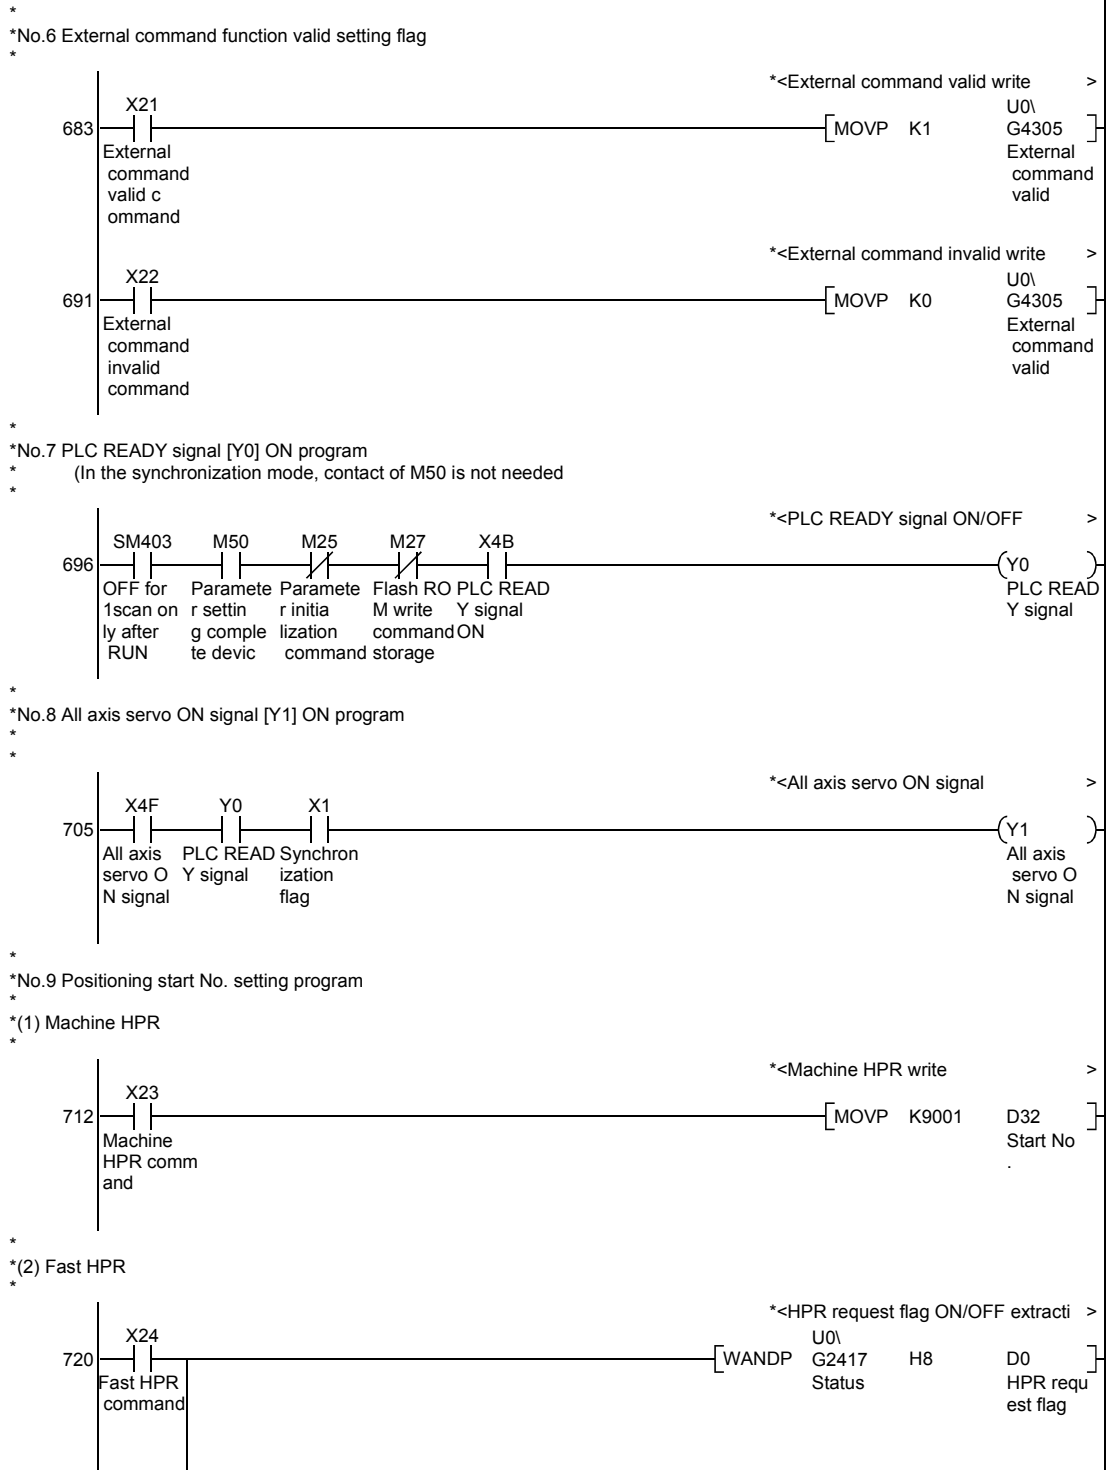 *
*No.6 External command function valid setting flag
*
*<External command valid write >
X21 U0\
683 MOVP K1 G4305
External External
command command
valid c valid
ommand
*<External command invalid write >
X22 U0\
691 MOVP K0 G4305
External External
command command
invalid valid
command
*
*No.7 PLC READY signal [Y0] ON program
* (In the synchronization mode, contact of M50 is not needed
*
*<PLC READY signal ON/OFF >
SM403 M50 M25 M27 X4B
696 Y0
OFF for Paramete Paramete Flash RO PLC READ PLC READ
1scan on r settin r initia M write Y signal Y signal
ly after g comple lization command ON
RUN te devic command storage
*
*No.8 All axis servo ON signal [Y1] ON program
*
*
*<All axis servo ON signal >
X4F Y0 X1
705 Y1
All axis PLC READ Synchron All axis
servo O Y signal ization servo O
N signal flag N signal
*
*No.9 Positioning start No. setting program
*
*(1) Machine HPR
*
*<Machine HPR write >
X23
712 MOVP K9001 D32
Machine Start No
HPR comm .
and
*
*(2) Fast HPR
*
*<HPR request flag ON/OFF extracti >
X24 U0\
720 WANDP G2417 H8 D0
Fast HPR Status HPR requ
command est flag